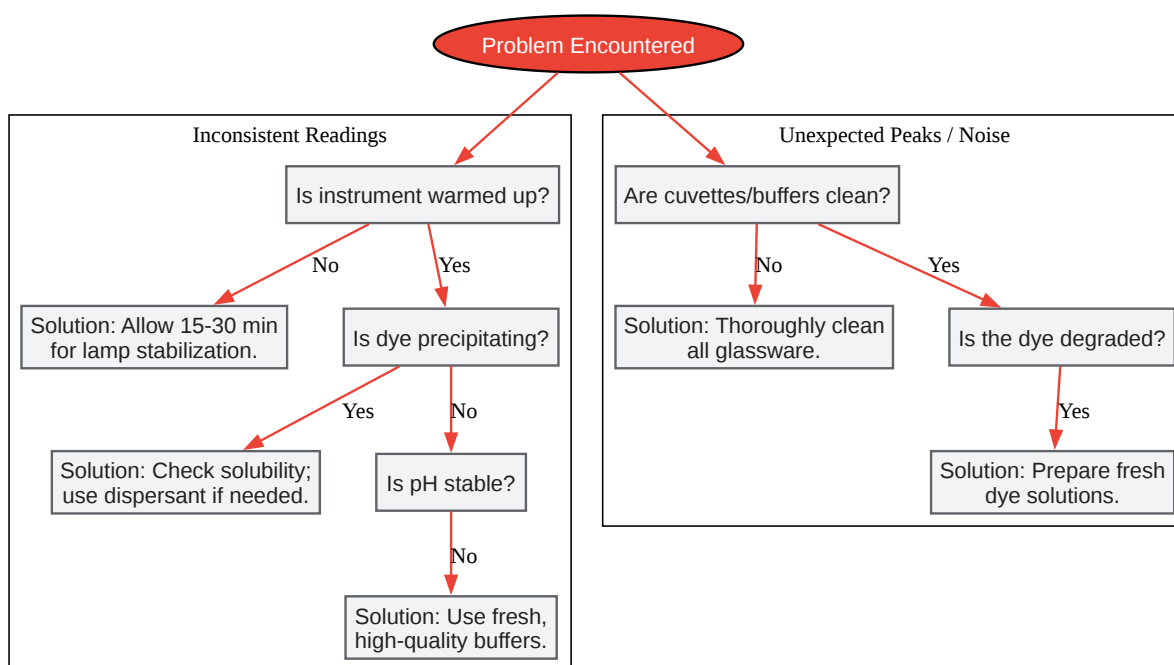 Problem Encountered
Inconsistent Readings
Is instrument warmed up?
No
Yes
Solution: Allow 15-30 min
for lamp stabilization.
Is dye precipitating?
Yes
No
Solution: Check solubility;
use dispersant if needed.
Is pH stable?
No
Solution: Use fresh,
high-quality buffers.
Unexpected Peaks / Noise
Are cuvettes/buffers clean?
No
Yes
Solution: Thoroughly clean
all glassware.
Is the dye degraded?
Yes
Solution: Prepare fresh
dye solutions.